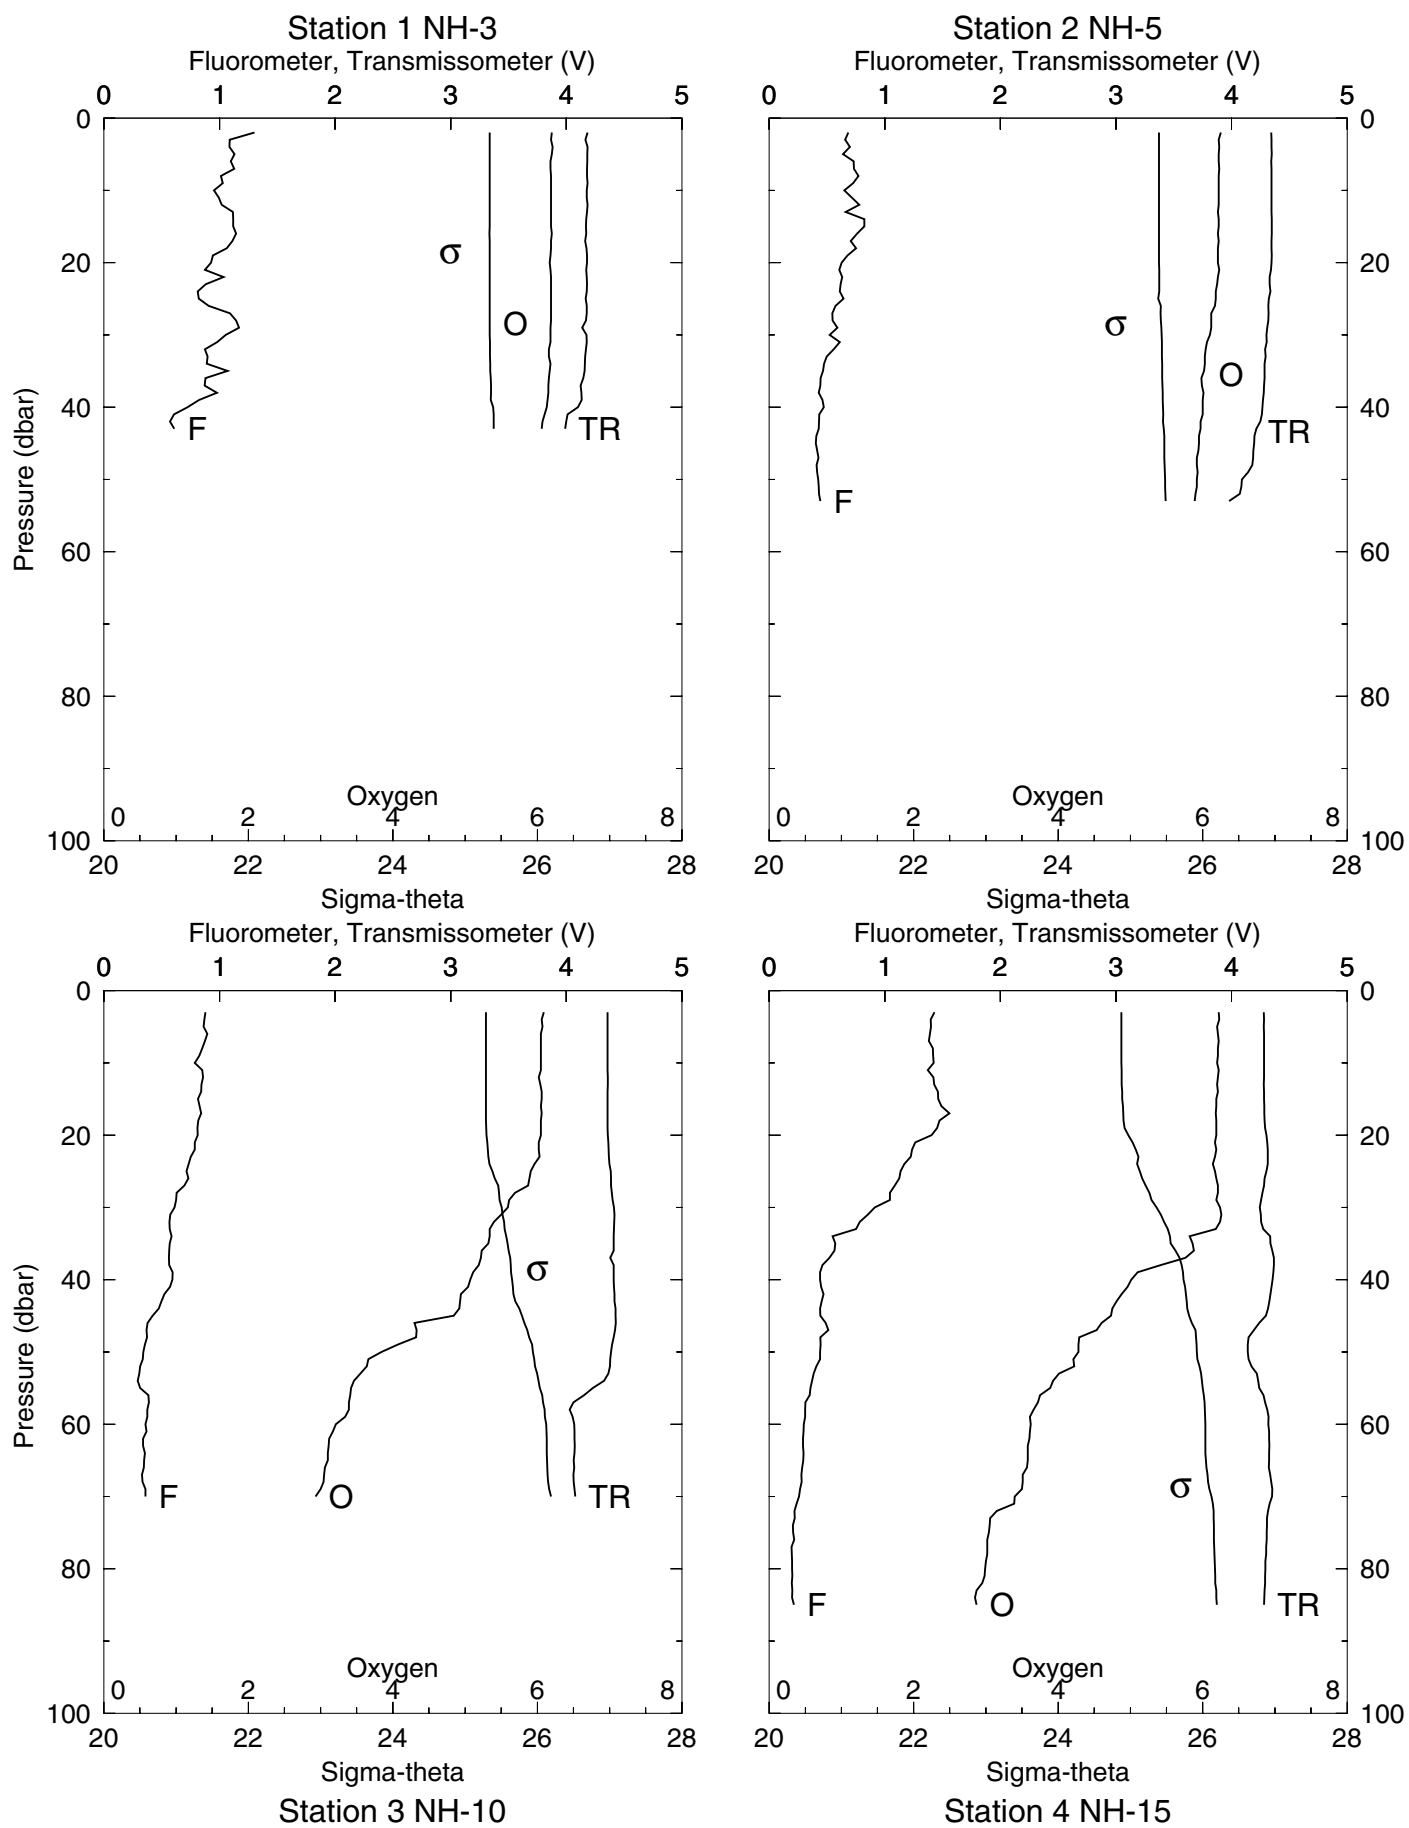 Station 1 NH-3
Fluorometer, Transmissometer (V)
0 1 2 3 4 5
0
20
40
60
80
100
Pressure (dbar)
σ
O
F
TR
Oxygen
0 2 4 6 8
20 22 24 26 28
Sigma-theta
Station 2 NH-5
Fluorometer, Transmissometer (V)
0 1 2 3 4 5
0
20
40
60
80
100
σ
O
TR
F
Oxygen
0 2 4 6 8
20 22 24 26 28
Sigma-theta
Fluorometer, Transmissometer (V)
0 1 2 3 4 5
0
20
40
60
80
100
Pressure (dbar)
σ
F
O
TR
Oxygen
0 2 4 6 8
20 22 24 26 28
Sigma-theta
Station 3 NH-10
Fluorometer, Transmissometer (V)
0 1 2 3 4 5
0
20
40
60
80
100
σ
F
O
TR
Oxygen
0 2 4 6 8
20 22 24 26 28
Sigma-theta
Station 4 NH-15